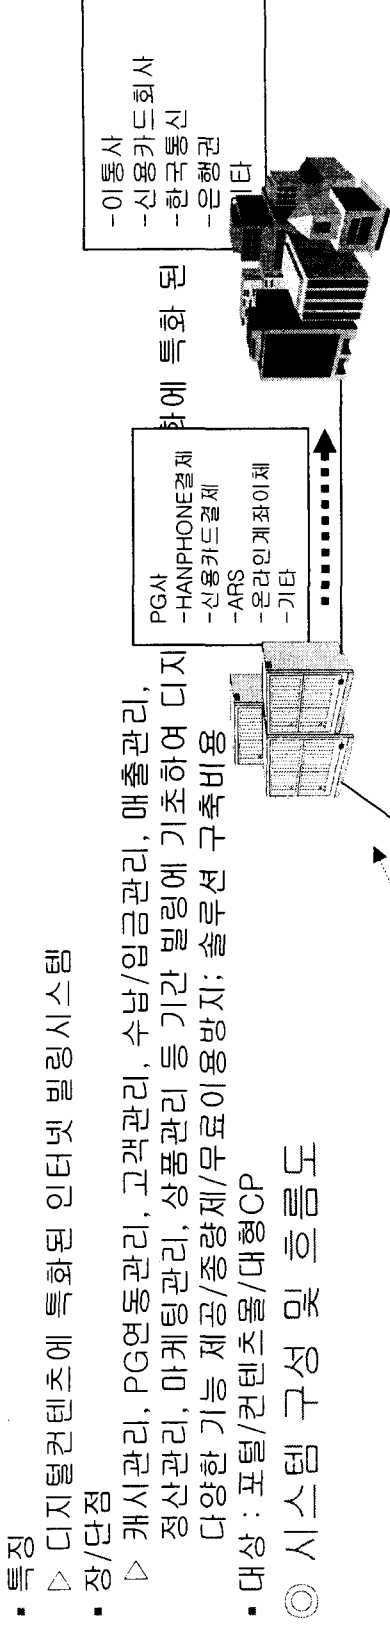 ▪ 특징
▷ 디지털컨텐츠에 특화된 인터넷 빌링시스템
▪ 장/단점
▷ 캐시관리, PG연동관리, 고객관리, 수납/입금관리, 매출관리,
정산관리, 마케팅관리, 상품관리 등 기간 빌링에 기초하여 디지
화에 특화 된
다양한 기능 제공/종량제/무료이용방지; 솔루션 구축비용
▪ 대상 : 포털/컨텐츠몰/대형CP
◎ 시스템 구성 및 흐름도
PG사
-HANPHONE결제
-신용카드결제
-ARS
-온라인계좌이체
-기타
-이통사
-신용카드회사
-한국통신
-은행권
기타